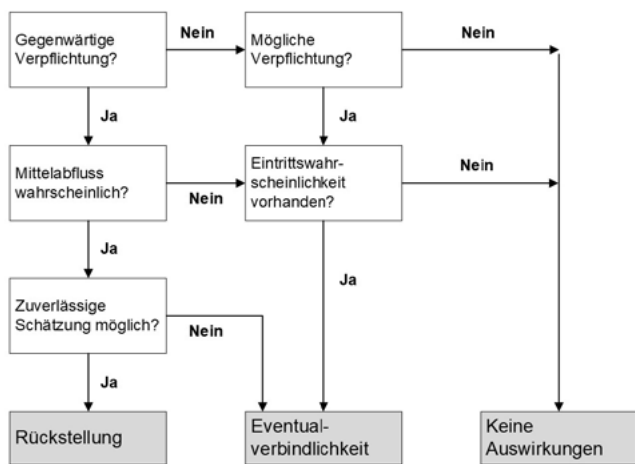 Gegenwärtige
Verpflichtung?
Nein
Mögliche
Verpflichtung?
Nein
Ja
Ja
Mittelabfluss
wahrscheinlich?
Nein
Eintrittswahr-
scheinlichkeit
vorhanden?
Nein
Ja
Ja
Zuverlässige
Schätzung möglich?
Nein
Ja
Rückstellung
Eventual-
verbindlichkeit
Keine
Auswirkungen